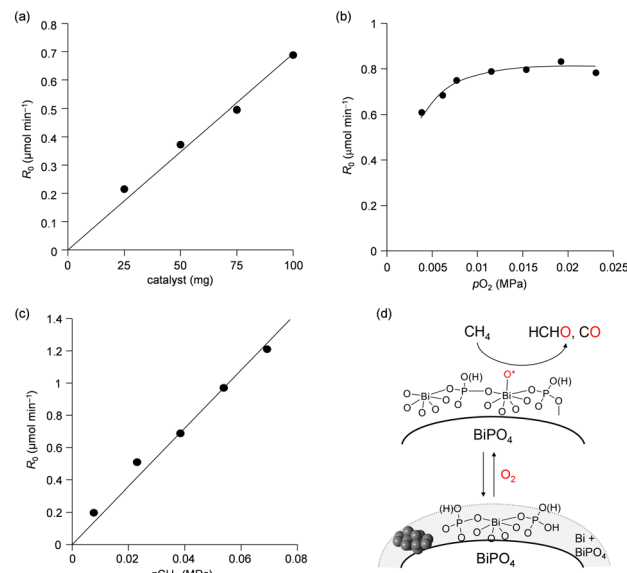 (a)
0.8
0.7
0.6
0.5
0.4
0.3
0.2
0.1
0
R0 (μmol min–1)
0
25
50
75
100
catalyst (mg)
(b)
1
0.8
0.6
0.4
0.2
0
R0 (μmol min–1)
0
0.005
0.01
0.015
0.02
0.025
pO2 (MPa)
(c)
1.4
1.2
1
0.8
0.6
0.4
0.2
0
R0 (μmol min–1)
0
0.02
0.04
0.06
0.08
(MPa)
(d)
CH4 HCHO, CO
O(H) O* O(H)
O Bi O P O Bi O P
O O O O O O O O
BiPO4
O2
(H)O O O O(H)
P Bi P
O O O O OH
Bi +
BiPO4
BiPO4